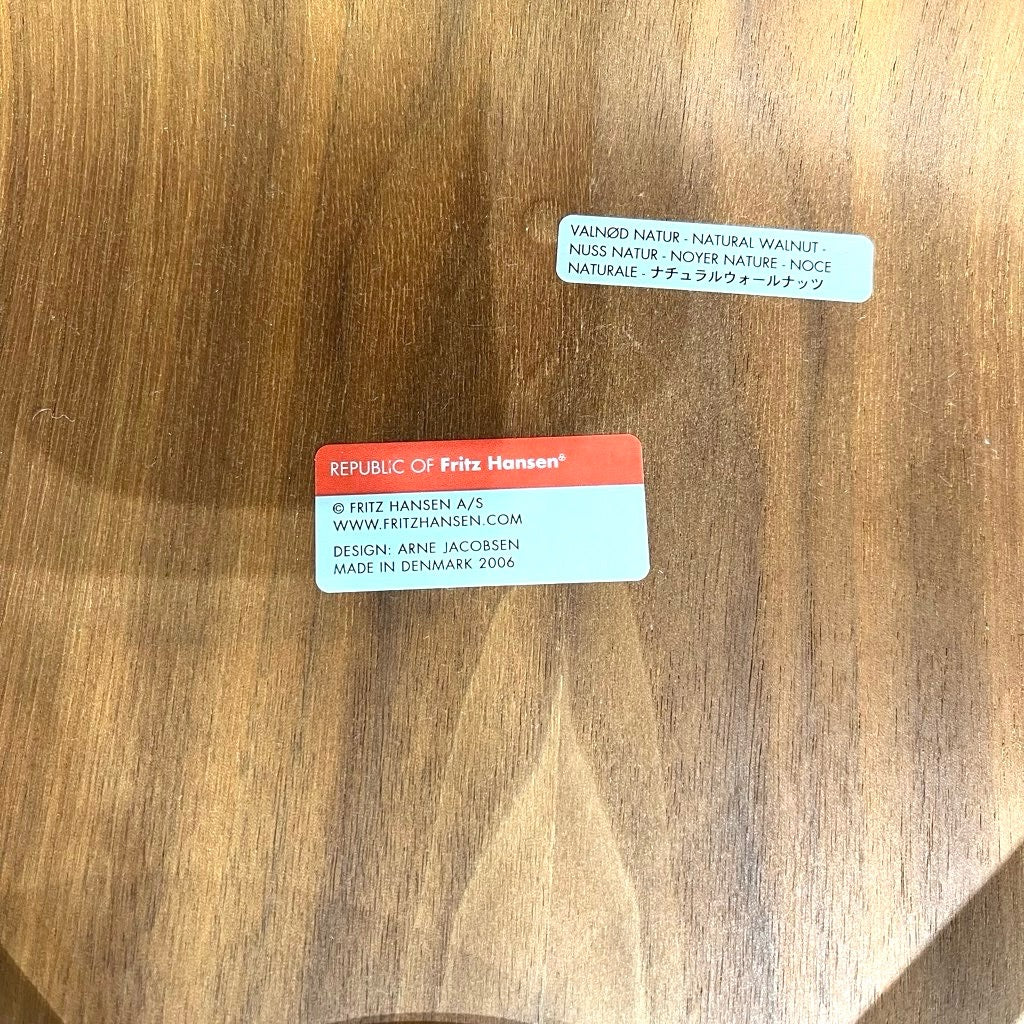 VALNØD NATUR - NATURAL WALNUT -
NUSS NATUR - NOYER NATURE - NOCE
NATURALE - ナチュラルウォールナッツ
REPUBLiC OF Fritz Hansen®
© FRITZ HANSEN A/S
WWW.FRITZHANSEN.COM
DESIGN: ARNE JACOBSEN
MADE IN DENMARK 2006